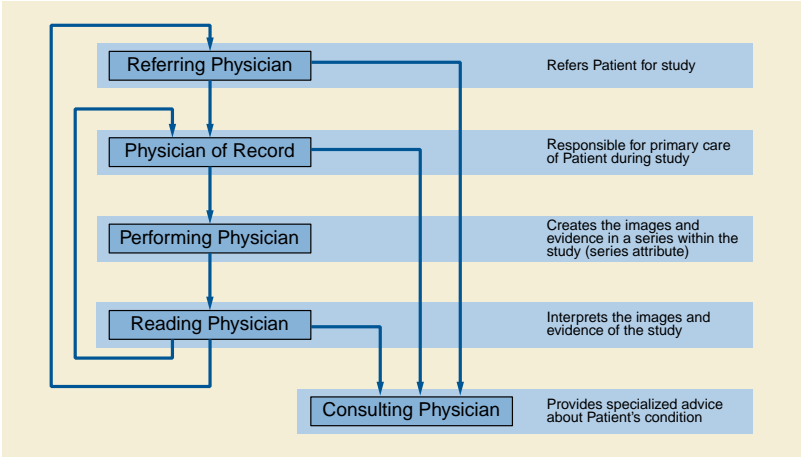 Referring Physician
Refers Patient for study
Physician of Record
Responsible for primary care
of Patient during study
Performing Physician
Creates the images and
evidence in a series within the
study (series attribute)
Reading Physician
Interprets the images and
evidence of the study
Consulting Physician
Provides specialized advice
about Patient's condition